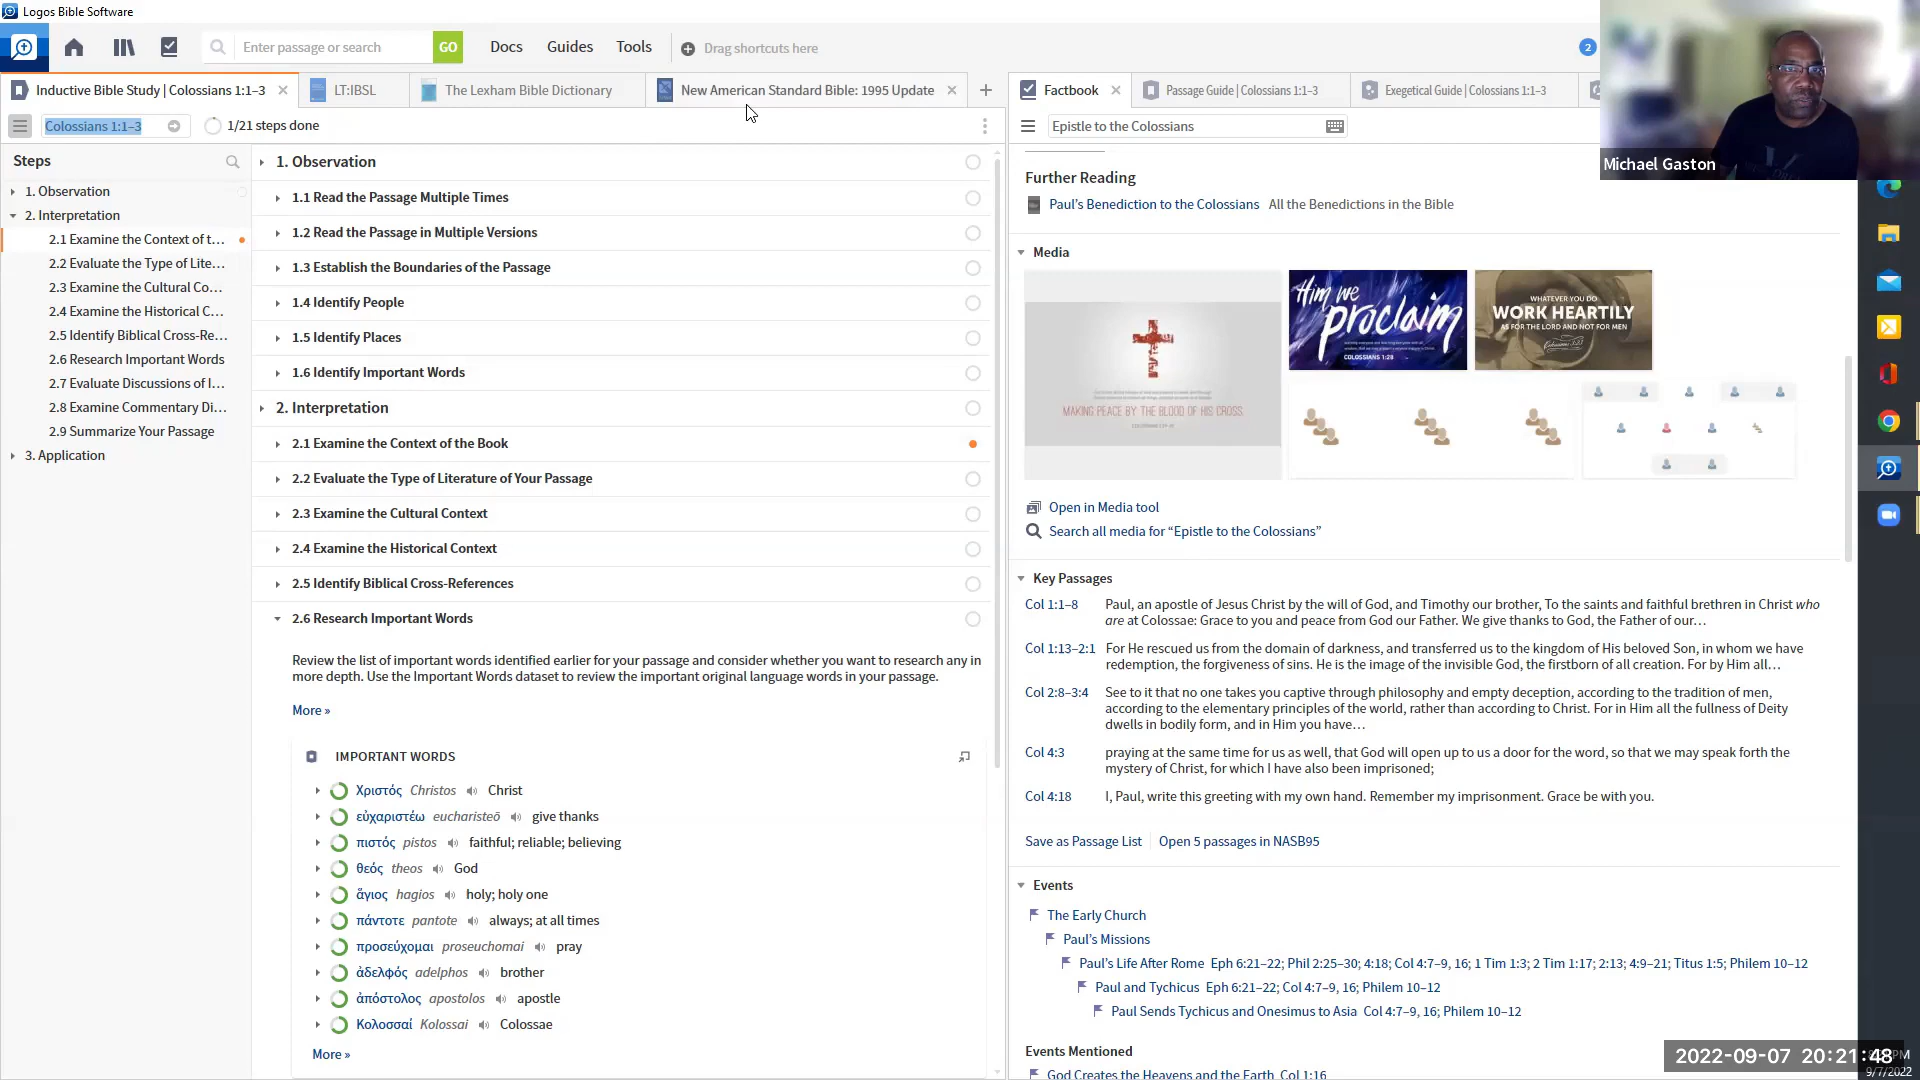 Logos Bible Software
Enter passage or search
GO
Docs
Guides
Tools
Drag shortcuts here
2
Inductive Bible Study | Colossians 1:1–3
LT:IBSL
The Lexham Bible Dictionary
New American Standard Bible: 1995 Update
Colossians 1:1–3
1/21 steps done
Steps
1. Observation
2. Interpretation
2.1 Examine the Context of t...
2.2 Evaluate the Type of Lite...
2.3 Examine the Cultural Co...
2.4 Examine the Historical C...
2.5 Identify Biblical Cross-Re...
2.6 Research Important Words
2.7 Evaluate Discussions of I...
2.8 Examine Commentary Di...
2.9 Summarize Your Passage
3. Application
1. Observation
1.1 Read the Passage Multiple Times
1.2 Read the Passage in Multiple Versions
1.3 Establish the Boundaries of the Passage
1.4 Identify People
1.5 Identify Places
1.6 Identify Important Words
2. Interpretation
2.1 Examine the Context of the Book
2.2 Evaluate the Type of Literature of Your Passage
2.3 Examine the Cultural Context
2.4 Examine the Historical Context
2.5 Identify Biblical Cross-References
2.6 Research Important Words
Review the list of important words identified earlier for your passage and consider whether you want to research any in
more depth. Use the Important Words dataset to review the important original language words in your passage.
More »
IMPORTANT WORDS
Χριστός Christos Christ
εὐχαριστέω eucharisteō give thanks
πιστός pistos faithful; reliable; believing
θεός theos God
ἅγιος hagios holy; holy one
πάντοτε pantote always; at all times
προσεύχομαι proseuchomai pray
ἀδελφός adelphos brother
ἀπόστολος apostolos apostle
Κολοσσαί Kolossai Colossae
More »
Factbook
Passage Guide | Colossians 1:1–3
Exegetical Guide | Colossians 1:1–3
Epistle to the Colossians
Michael Gaston
Further Reading
Paul's Benediction to the Colossians All the Benedictions in the Bible
Media
MAKING PEACE BY THE BLOOD OF HIS CROSS.
Him we
proclaim
COLOSSIANS 1:28
WHATEVER YOU DO
WORK HEARTILY
AS FOR THE LORD AND NOT FOR MEN
Open in Media tool
Search all media for “Epistle to the Colossians”
Key Passages
Col 1:1–8 Paul, an apostle of Jesus Christ by the will of God, and Timothy our brother, To the saints and faithful brethren in Christ who
are at Colossae: Grace to you and peace from God our Father. We give thanks to God, the Father of our…
Col 1:13–2:1 For He rescued us from the domain of darkness, and transferred us to the kingdom of His beloved Son, in whom we have
redemption, the forgiveness of sins. He is the image of the invisible God, the firstborn of all creation. For by Him all…
Col 2:8–3:4 See to it that no one takes you captive through philosophy and empty deception, according to the tradition of men,
according to the elementary principles of the world, rather than according to Christ. For in Him all the fullness of Deity
dwells in bodily form, and in Him you have…
Col 4:3 praying at the same time for us as well, that God will open up to us a door for the word, so that we may speak forth the
mystery of Christ, for which I have also been imprisoned;
Col 4:18 I, Paul, write this greeting with my own hand. Remember my imprisonment. Grace be with you.
Save as Passage List
Open 5 passages in NASB95
Events
The Early Church
Paul's Missions
Paul's Life After Rome Eph 6:21–22; Phil 2:25–30; 4:18; Col 4:7–9, 16; 1 Tim 1:3; 2 Tim 1:17; 2:13; 4:9–21; Titus 1:5; Philem 10–12
Paul and Tychicus Eph 6:21–22; Col 4:7–9, 16; Philem 10–12
Paul Sends Tychicus and Onesimus to Asia Col 4:7–9, 16; Philem 10–12
Events Mentioned
God Creates the Heavens and the Earth Col 1:16
2022-09-07 20:21:48
PM
9/7/2022